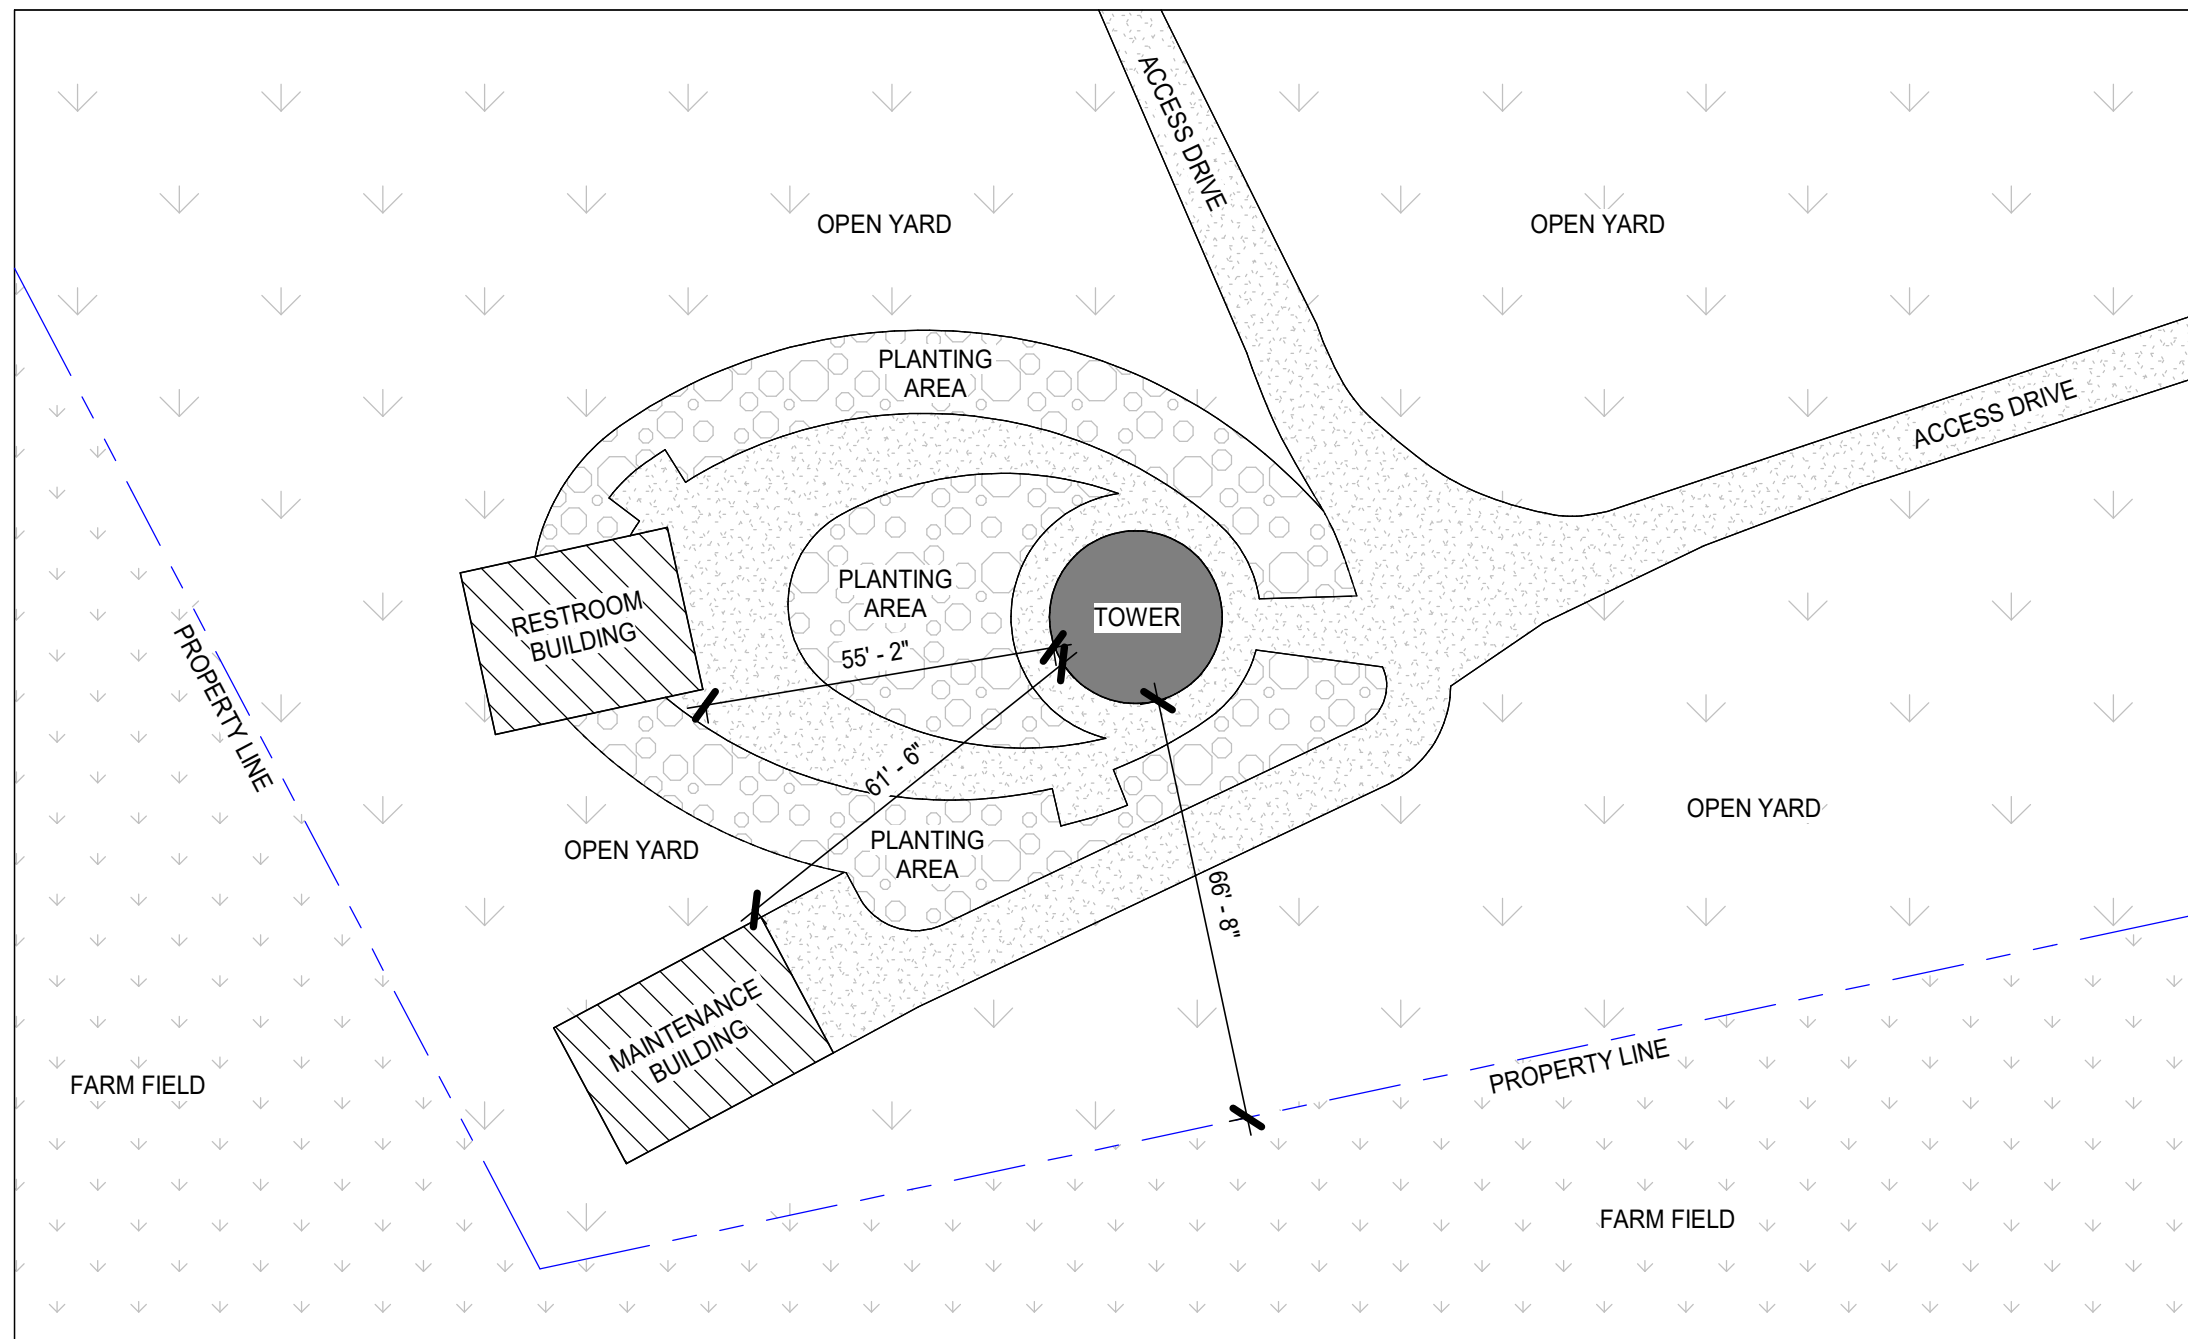 ACCESS DRIVE
OPEN YARD
OPEN YARD
PLANTING
AREA
ACCESS DRIVE
PLANTING
AREA
TOWER
RESTROOM
BUILDING
55' - 2"
PROPERTY LINE
61' - 6"
OPEN YARD
OPEN YARD
PLANTING
AREA
66' - 8"
MAINTENANCE
BUILDING
PROPERTY LINE
FARM FIELD
FARM FIELD